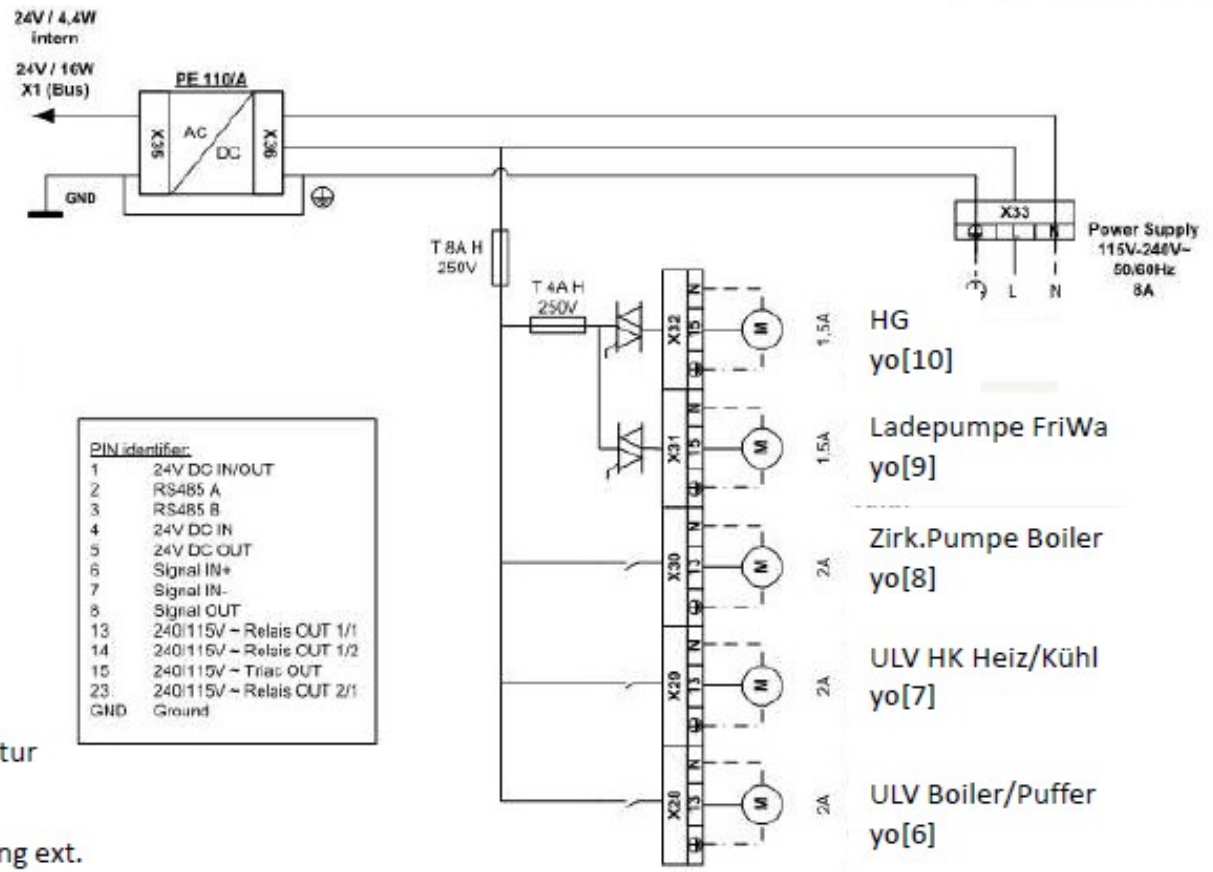 24V / 4,4W
intern
24V / 16W
X1 (Bus)
PE 110/A
X35
AC
DC
X36
GND
X33
L
N
Power Supply
115V-240V~
50/60Hz
8A
L
N
T 8A H
250V
T 4A H
250V
X32
N
15
M
1,5A
HG
yo[10]
X31
N
15
M
1,5A
Ladepumpe FriWa
yo[9]
X30
N
13
M
2A
Zirk.Pumpe Boiler
yo[8]
X29
N
13
M
2A
ULV HK Heiz/Kühl
yo[7]
X28
N
13
M
2A
ULV Boiler/Puffer
yo[6]
PIN identifier:
1 24V DC IN/OUT
2 RS485 A
3 RS485 B
4 24V DC IN
5 24V DC OUT
6 Signal IN+
7 Signal IN-
8 Signal OUT
13 240/115V ~ Relais OUT 1/1
14 240/115V ~ Relais OUT 1/2
15 240/115V ~ Triac OUT
23 240/115V ~ Relais OUT 2/1
GND Ground
tur
ng ext.